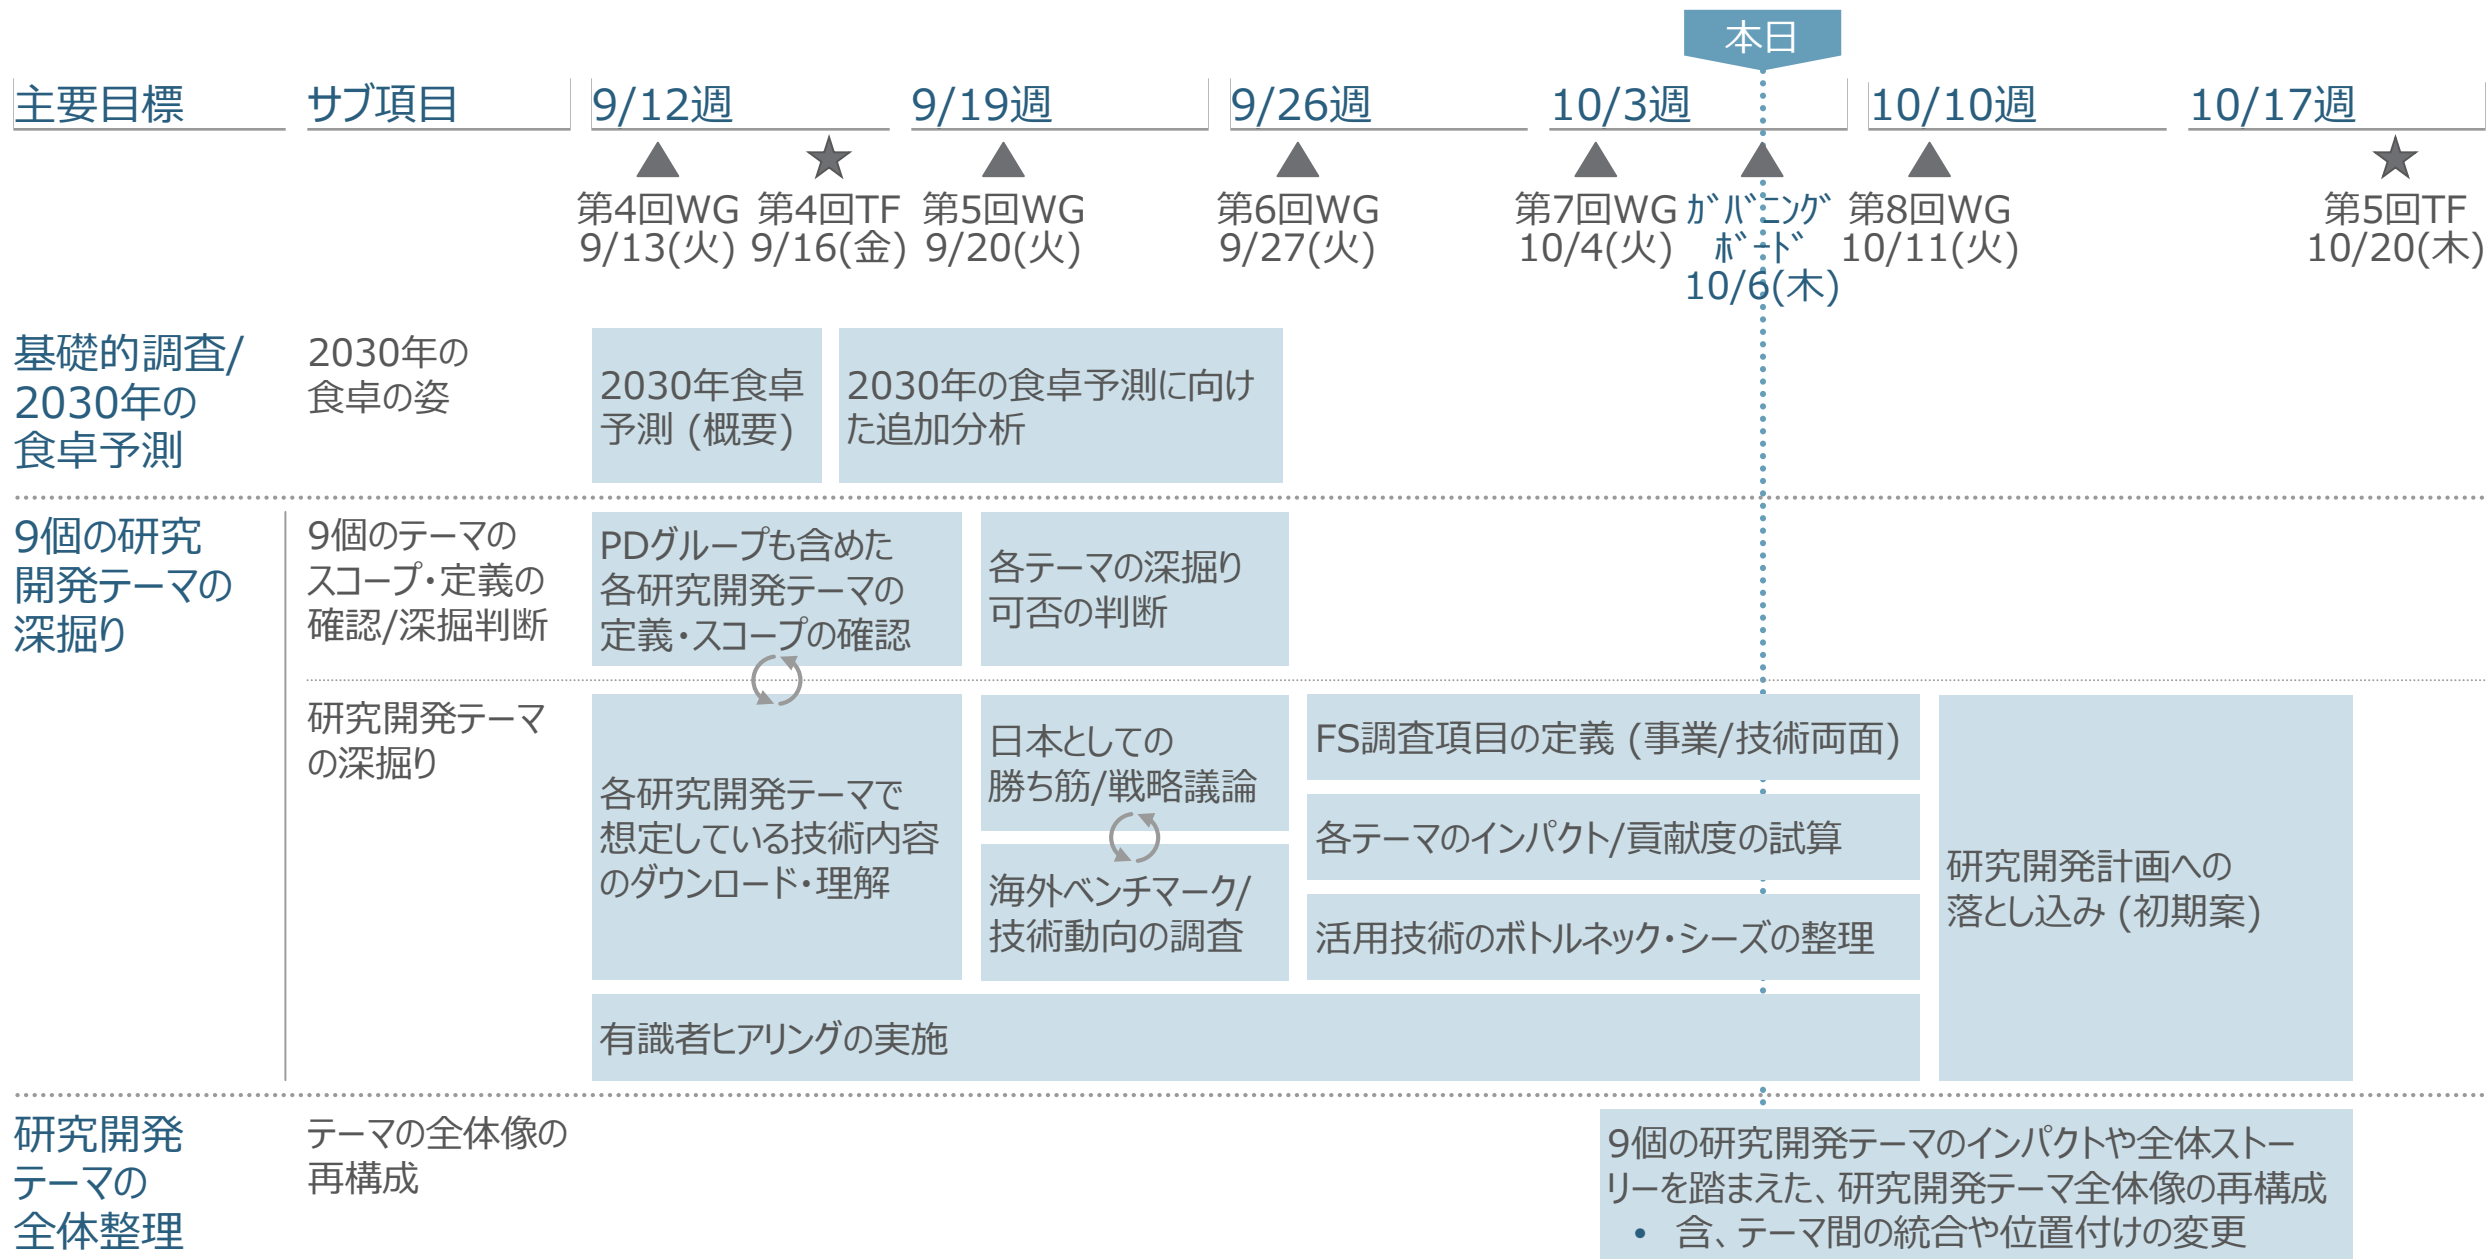 本日
主要目標
サブ項目
9/12週
9/19週
9/26週
10/3週
10/10週
10/17週
第4回WG
9/13(火)
第4回TF
9/16(金)
第5回WG
9/20(火)
第6回WG
9/27(火)
第7回WG
10/4(火)
ｶﾞﾊﾞﾆﾝｸﾞ
ﾎﾞｰﾄﾞ
10/6(木)
第8回WG
10/11(火)
第5回TF
10/20(木)
基礎的調査/
2030年の
食卓予測
2030年の
食卓の姿
2030年食卓
予測 (概要)
2030年の食卓予測に向け
た追加分析
9個の研究
開発テーマの
深掘り
9個のテーマの
スコープ・定義の
確認/深掘判断
PDグループも含めた
各研究開発テーマの
定義・スコープの確認
各テーマの深掘り
可否の判断
研究開発テーマ
の深掘り
各研究開発テーマで
想定している技術内容
のダウンロード・理解
日本としての
勝ち筋/戦略議論
海外ベンチマーク/
技術動向の調査
FS調査項目の定義 (事業/技術両面)
各テーマのインパクト/貢献度の試算
活用技術のボトルネック・シーズの整理
研究開発計画への
落とし込み (初期案)
有識者ヒアリングの実施
研究開発
テーマの
全体整理
テーマの全体像の
再構成
9個の研究開発テーマのインパクトや全体ストー
リーを踏まえた、研究開発テーマ全体像の再構成
• 含、テーマ間の統合や位置付けの変更